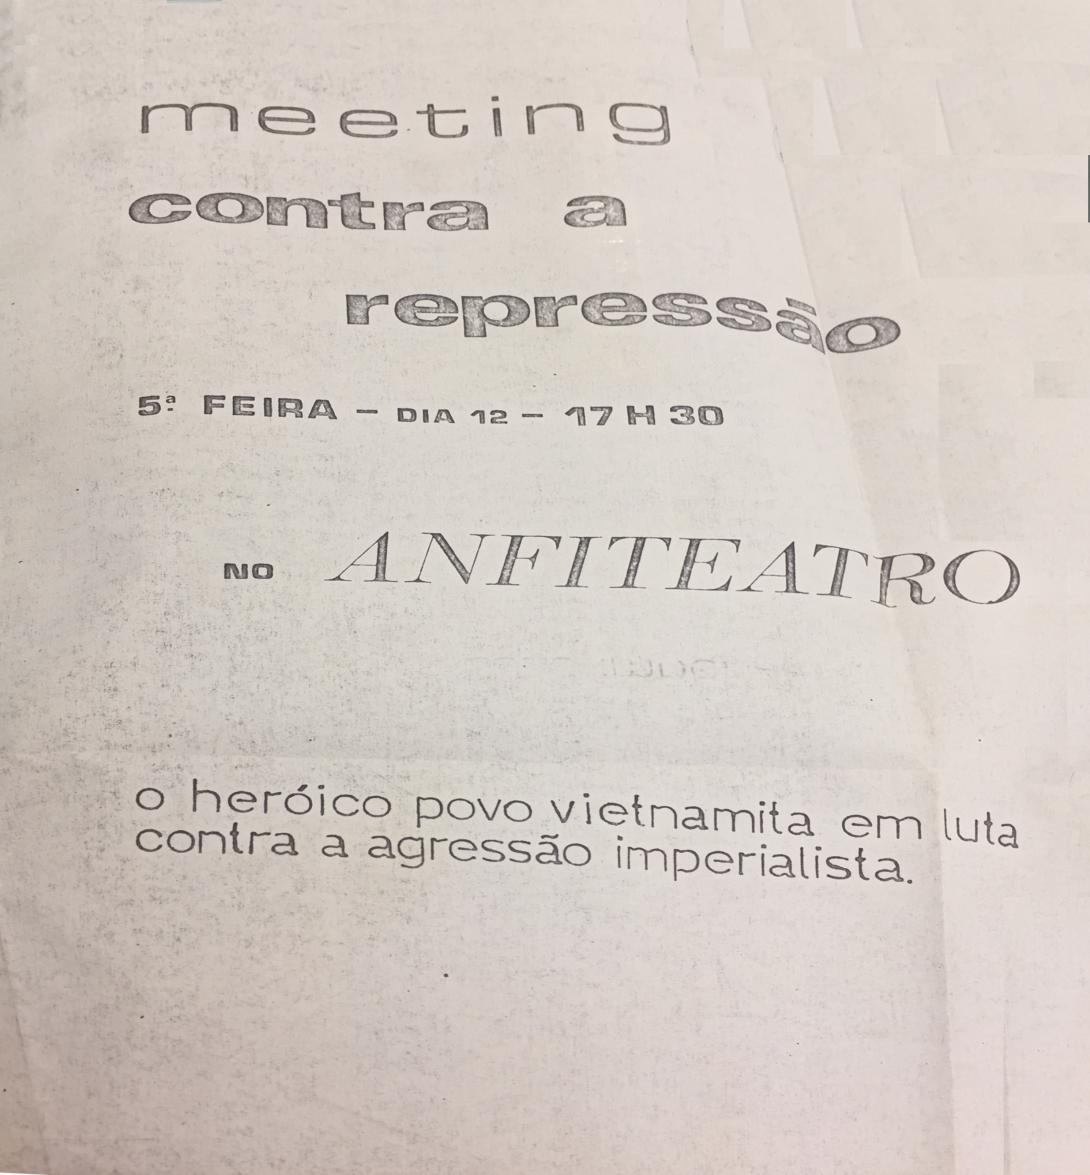 meeting
contra a
repressão
5ª FEIRA - DIA 12 - 17 H 30
NO ANFITEATRO
o heróico povo vietnamita em luta
contra a agressão imperialista.